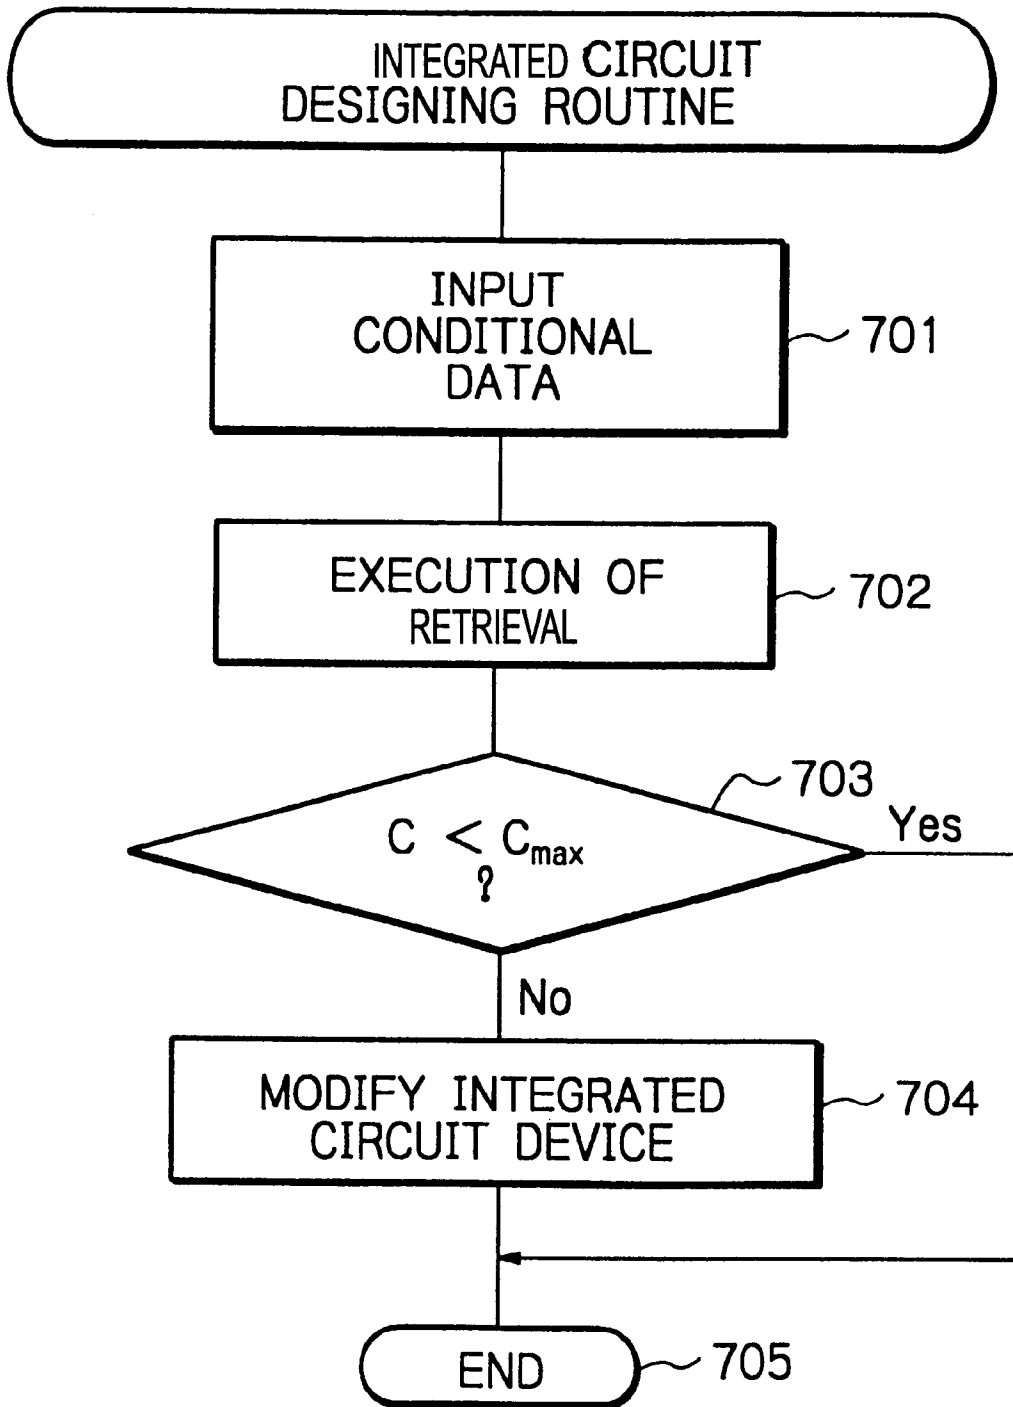 INTEGRATED CIRCUIT
DESIGNING ROUTINE
INPUT
CONDITIONAL
DATA
701
EXECUTION OF
RETRIEVAL
702
703
C < Cmax
?
Yes
No
MODIFY INTEGRATED
CIRCUIT DEVICE
704
END
705